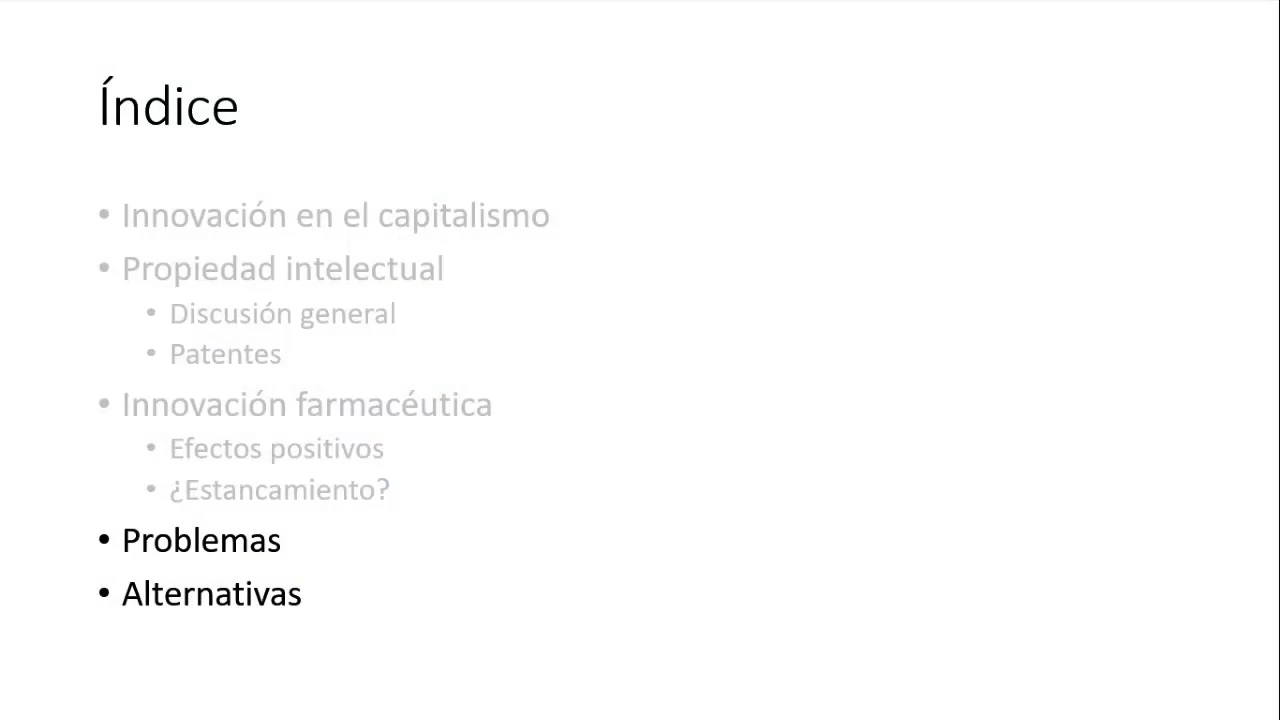 Índice
• Innovación en el capitalismo
• Propiedad intelectual
• Discusión general
• Patentes
• Innovación farmacéutica
• Efectos positivos
• ¿Estancamiento?
• Problemas
• Alternativas